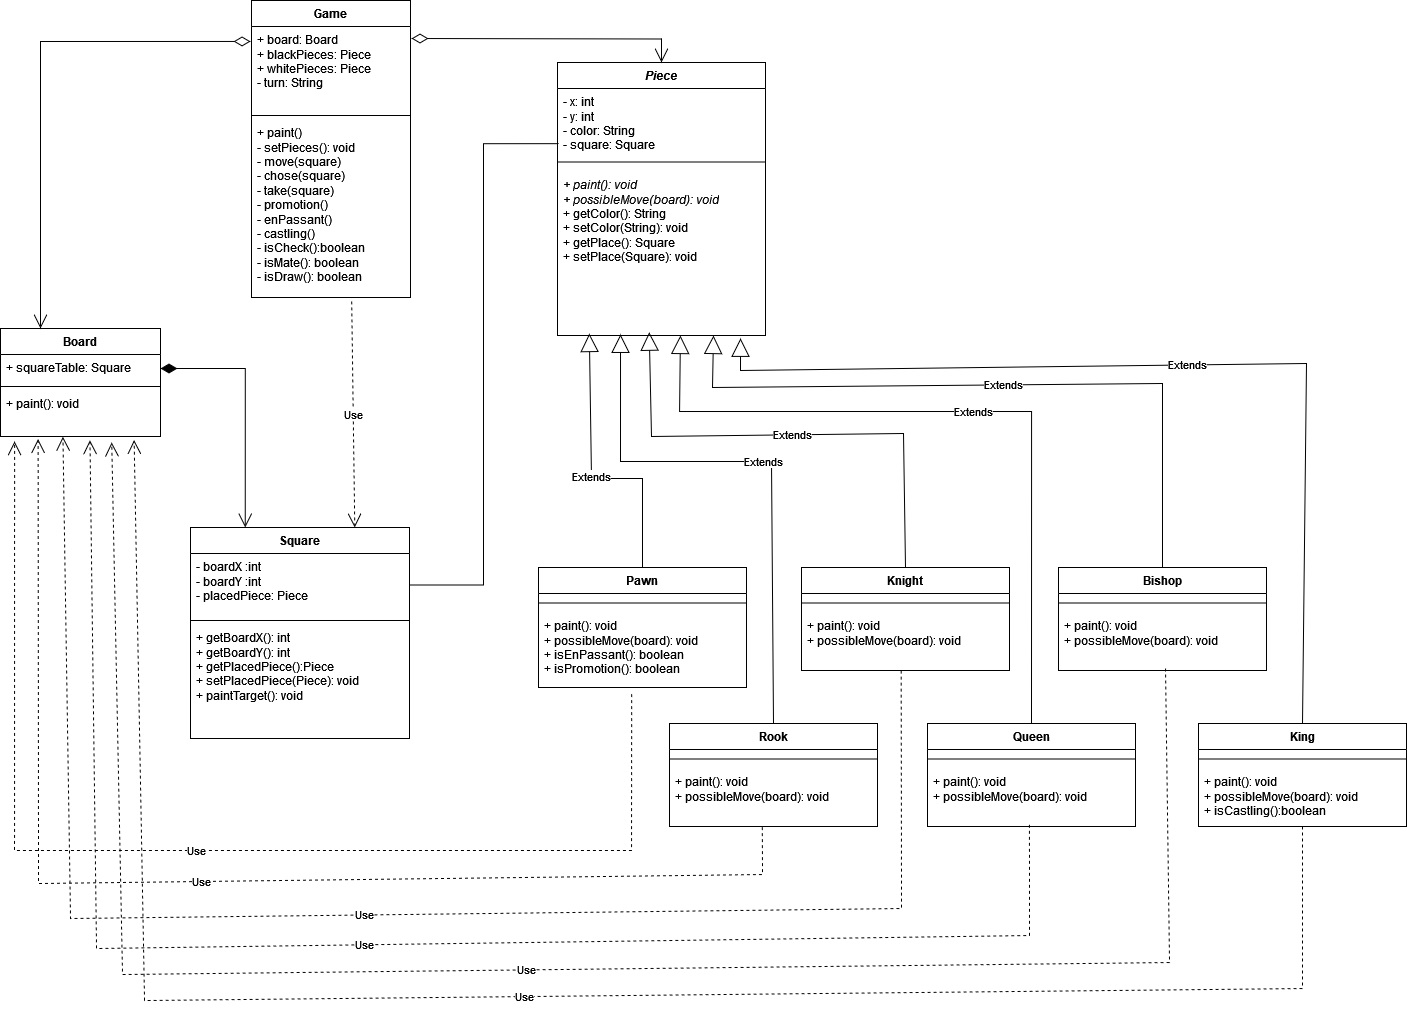 Game
+ board: Board
+ blackPieces: Piece
+ whitePieces: Piece
- turn: String
+ paint()
- setPieces(): void
- move(square)
- chose(square)
- take(square)
- promotion()
- enPassant()
- castling()
- isCheck():boolean
- isMate(): boolean
- isDraw(): boolean
Piece
- x: int
- y: int
- color: String
- square: Square
+ paint(): void
+ possibleMove(board): void
+ getColor(): String
+ setColor(String): void
+ getPlace(): Square
+ setPlace(Square): void
Board
+ squareTable: Square
+ paint(): void
Use
Extends
Extends
Extends
Extends
Extends
Extends
Square
- boardX :int
- boardY :int
- placedPiece: Piece
+ getBoardX(): int
+ getBoardY(): int
+ getPlacedPiece():Piece
+ setPlacedPiece(Piece): void
+ paintTarget(): void
Pawn
+ paint(): void
+ possibleMove(board): void
+ isEnPassant(): boolean
+ isPromotion(): boolean
Knight
+ paint(): void
+ possibleMove(board): void
Bishop
+ paint(): void
+ possibleMove(board): void
Rook
+ paint(): void
+ possibleMove(board): void
Queen
+ paint(): void
+ possibleMove(board): void
King
+ paint(): void
+ possibleMove(board): void
+ isCastling():boolean
Use
Use
Use
Use
Use
Use